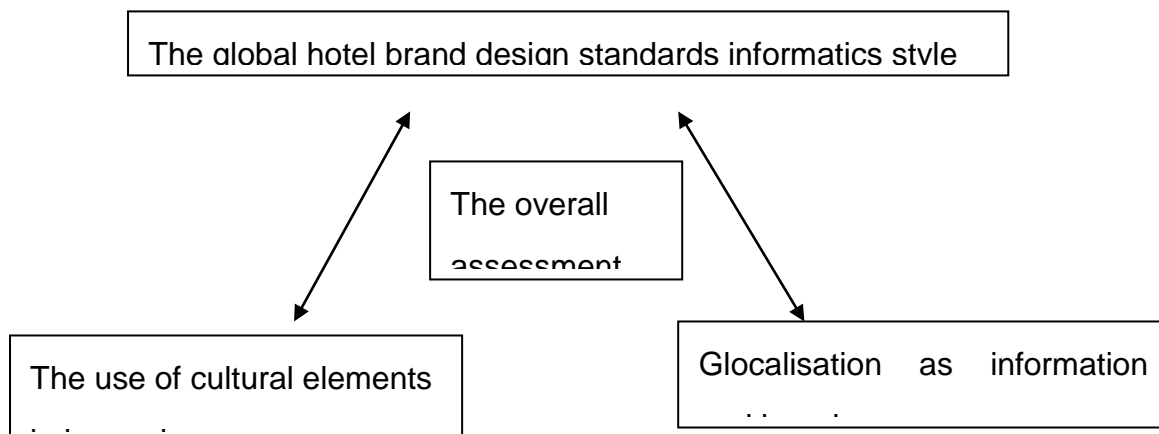 The global hotel brand design standards informatics style
The overall
assessment
The use of cultural elements
Glocalisation as information